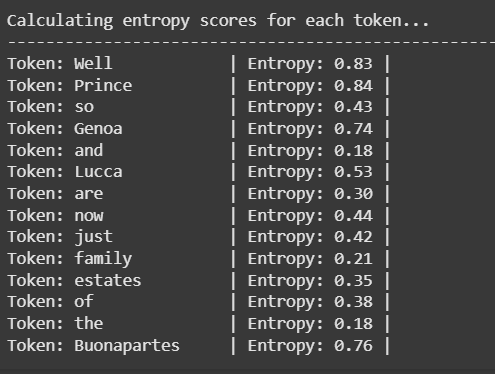 Calculating entropy scores for each token...
--------------------------------------------------
Token: Well | Entropy: 0.83 |
Token: Prince | Entropy: 0.84 |
Token: so | Entropy: 0.43 |
Token: Genoa | Entropy: 0.74 |
Token: and | Entropy: 0.18 |
Token: Lucca | Entropy: 0.53 |
Token: are | Entropy: 0.30 |
Token: now | Entropy: 0.44 |
Token: just | Entropy: 0.42 |
Token: family | Entropy: 0.21 |
Token: estates | Entropy: 0.35 |
Token: of | Entropy: 0.38 |
Token: the | Entropy: 0.18 |
Token: Buonapartes | Entropy: 0.76 |